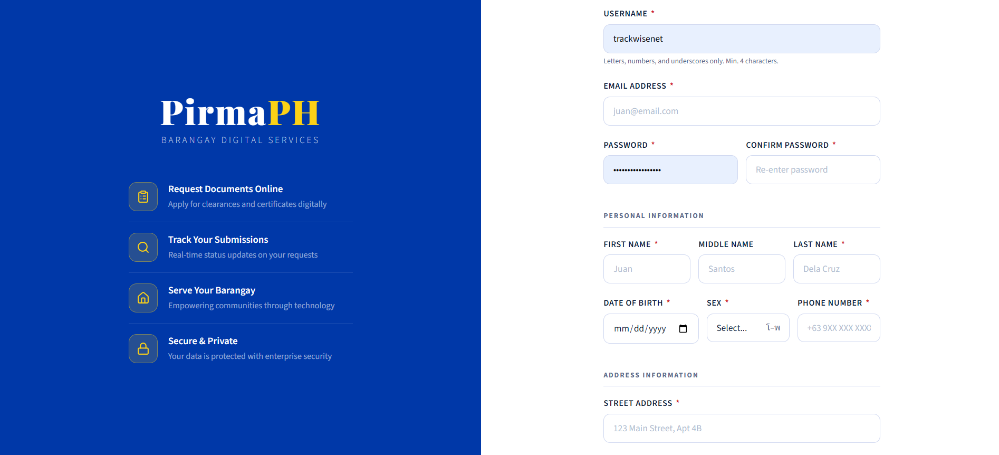 PirmaPH
BARANGAY DIGITAL SERVICES
Request Documents Online
Apply for clearances and certificates digitally
Track Your Submissions
Real-time status updates on your requests
Serve Your Barangay
Empowering communities through technology
Secure & Private
Your data is protected with enterprise security
USERNAME *
trackwisenet
Letters, numbers, and underscores only. Min. 4 characters.
EMAIL ADDRESS *
juan@email.com
PASSWORD * CONFIRM PASSWORD *
••••••••••••••••• Re-enter password
PERSONAL INFORMATION
FIRST NAME * MIDDLE NAME LAST NAME *
Juan Santos Dela Cruz
DATE OF BIRTH * SEX * PHONE NUMBER *
mm/dd/yyyy Select... โ–พ +63 9XX XXX XXX
ADDRESS INFORMATION
STREET ADDRESS *
123 Main Street, Apt 4B